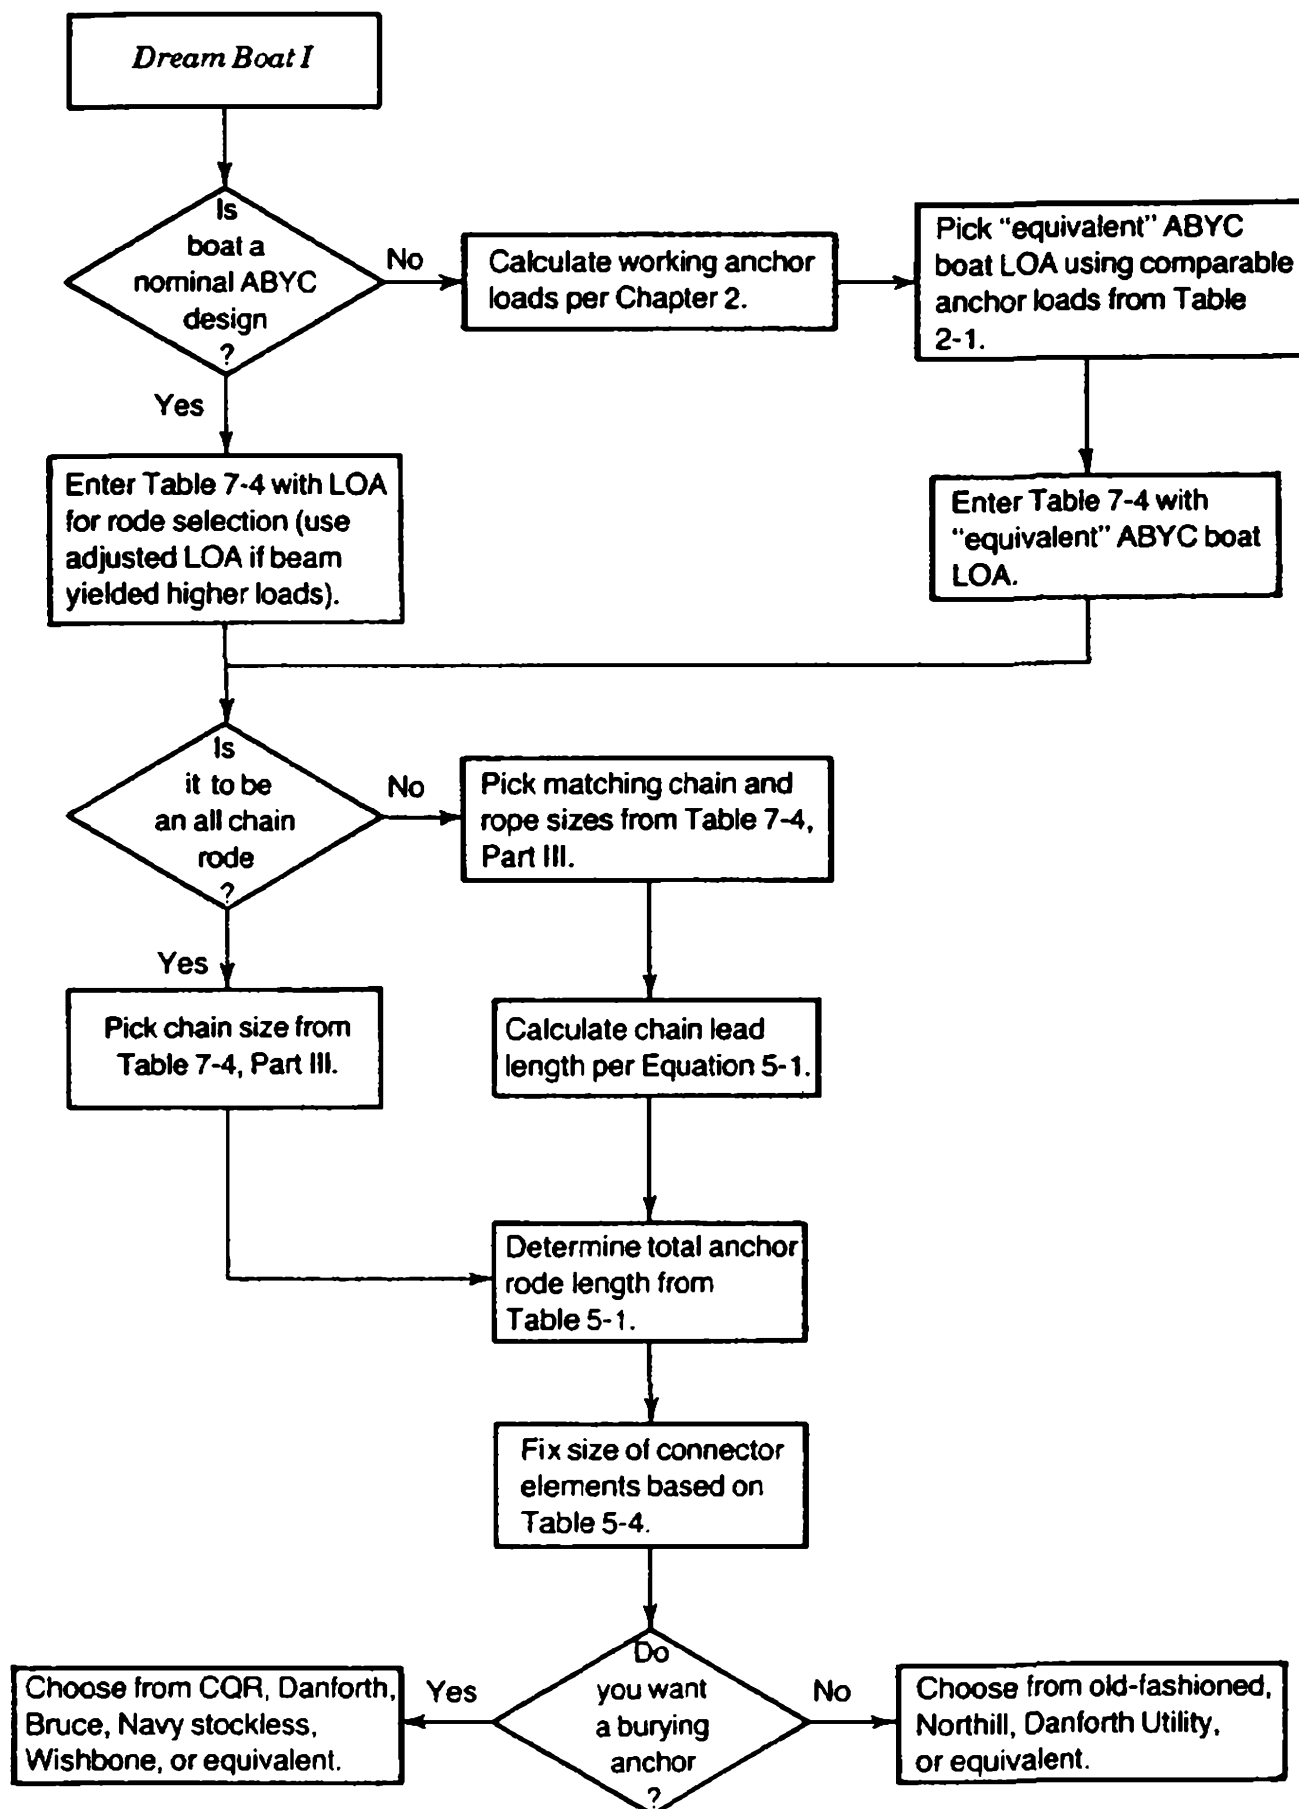 Dream Boat I
Is
boat a
nominal ABYC
design
?
No
Calculate working anchor
loads per Chapter 2.
Pick “equivalent” ABYC
boat LOA using comparable
anchor loads from Table
2-1.
Yes
Enter Table 7-4 with LOA
for rode selection (use
adjusted LOA if beam
yielded higher loads).
Enter Table 7-4 with
“equivalent” ABYC boat
LOA.
Is
it to be
an all chain
rode
?
No
Pick matching chain and
rope sizes from Table 7-4,
Part III.
Yes
Pick chain size from
Table 7-4, Part III.
Calculate chain lead
length per Equation 5-1.
Determine total anchor
rode length from
Table 5-1.
Fix size of connector
elements based on
Table 5-4.
Do
you want
a burying
anchor
?
Yes
Choose from CQR, Danforth,
Bruce, Navy stockless,
Wishbone, or equivalent.
No
Choose from old-fashioned,
Northill, Danforth Utility,
or equivalent.